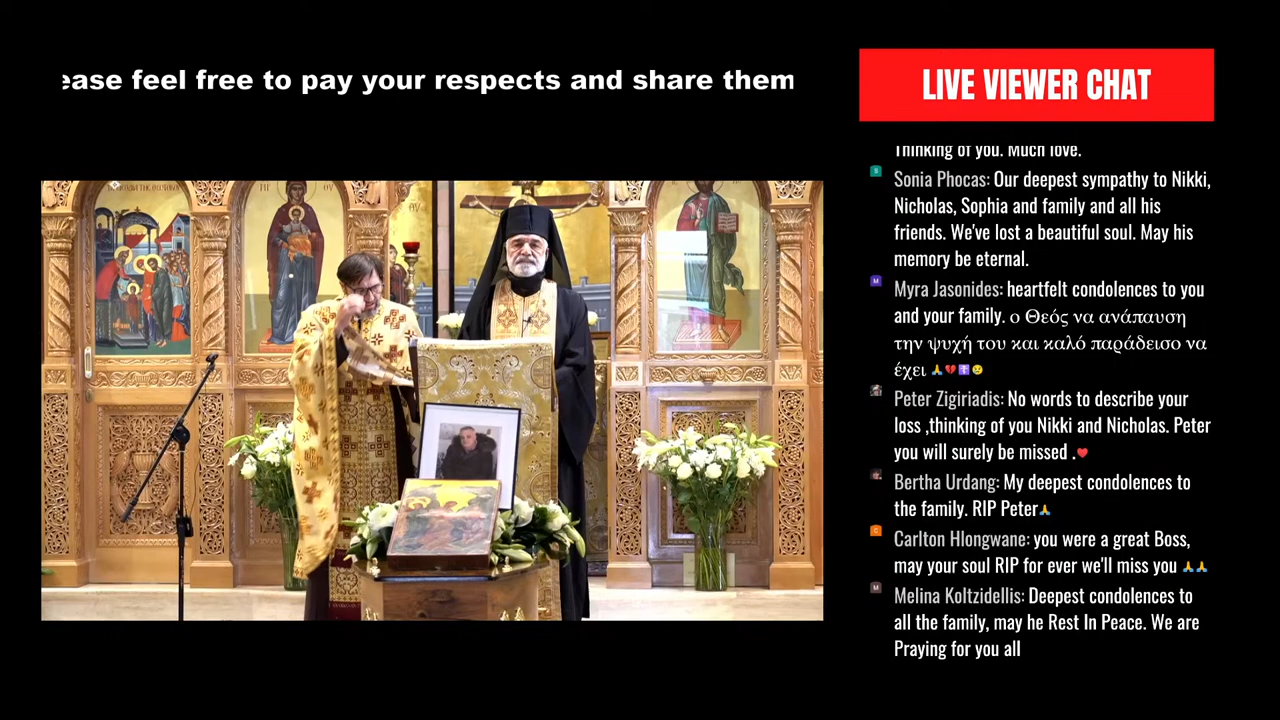 ease feel free to pay your respects and share them
LIVE VIEWER CHAT
Thinking of you. Much love.
Sonia Phocas: Our deepest sympathy to Nikki,
Nicholas, Sophia and family and all his
friends. We've lost a beautiful soul. May his
memory be eternal.
Myra Jasonides: heartfelt condolences to you
and your family. ο Θεός να ανάπαυση
την ψυχή του και καλό παράδεισο να
έχει 🙏💔✝️😢
Peter Zigiriadis: No words to describe your
loss ,thinking of you Nikki and Nicholas. Peter
you will surely be missed .❤️
Bertha Urdang: My deepest condolences to
the family. RIP Peter🙏
Carlton Hlongwane: you were a great Boss,
may your soul RIP for ever we'll miss you 🙏🙏
Melina Koltzidellis: Deepest condolences to
all the family, may he Rest In Peace. We are
Praying for you all